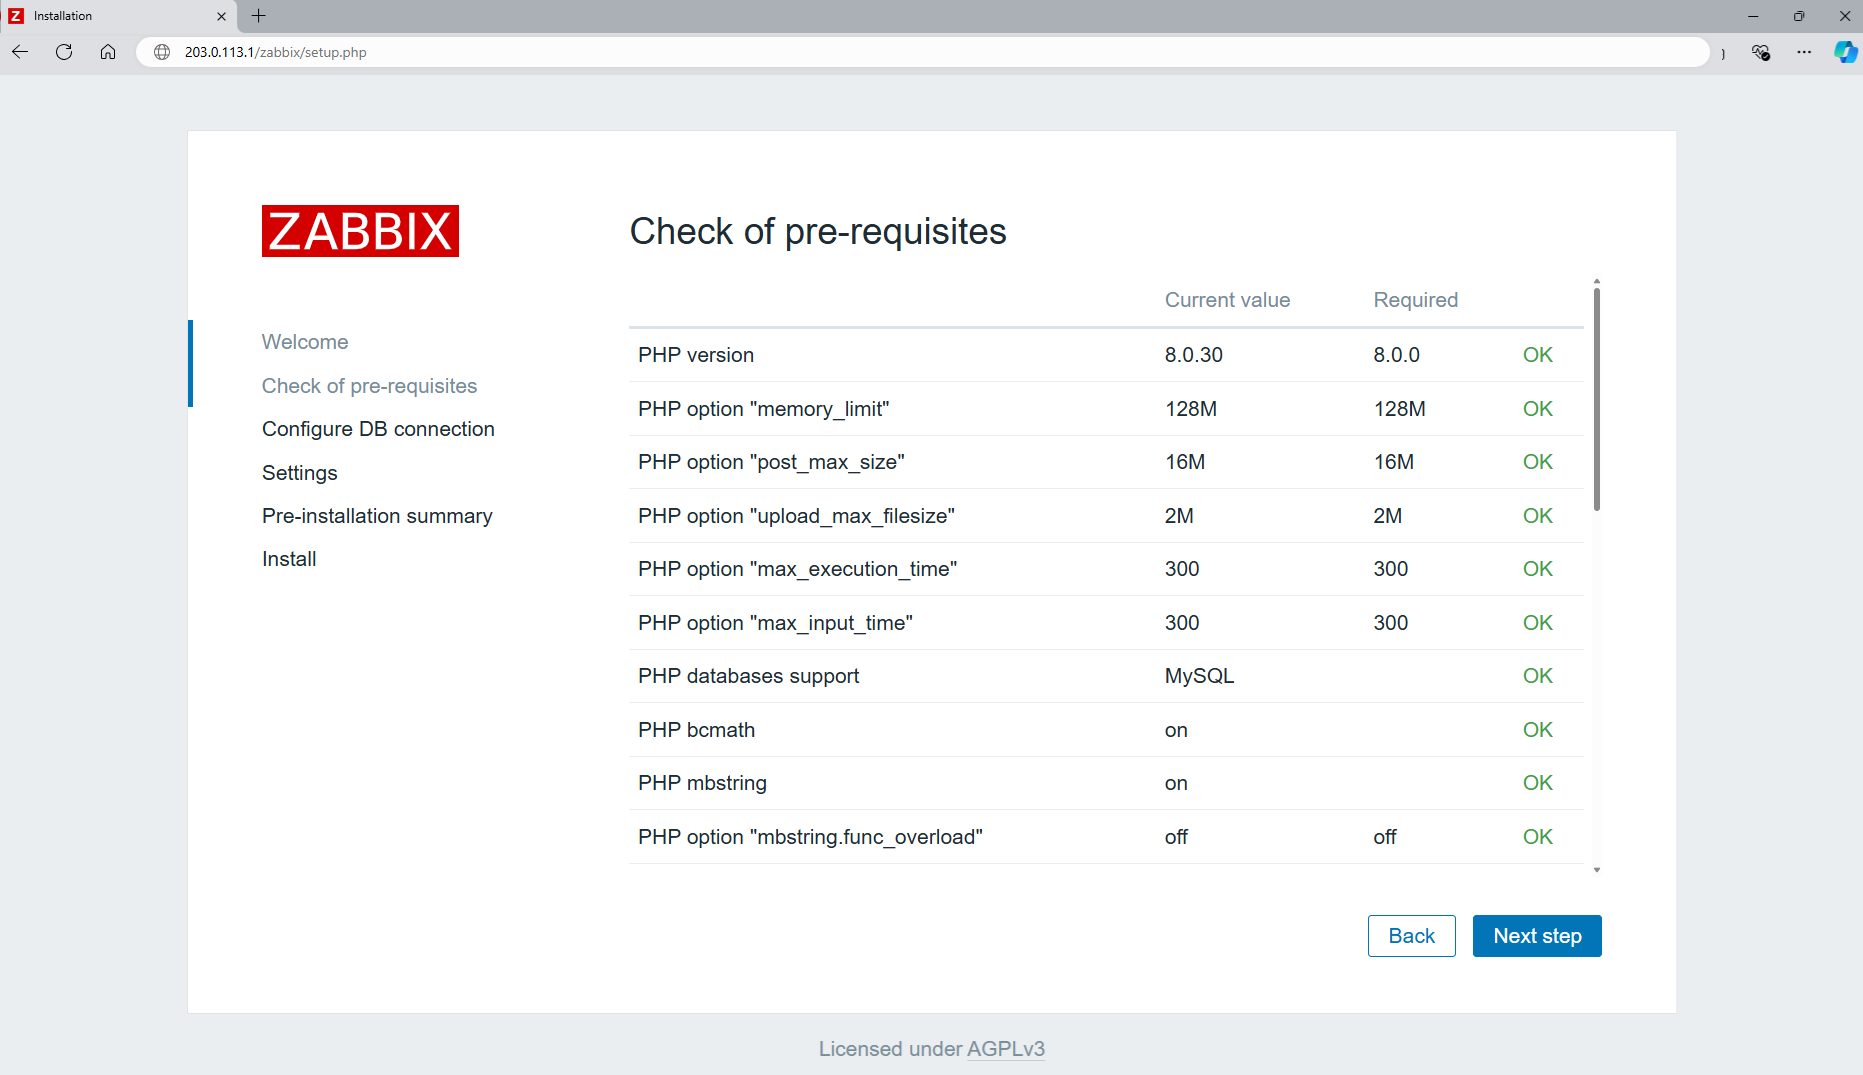 Installation
203.0.113.1/zabbix/setup.php
ZABBIX
Check of pre-requisites
Welcome
Check of pre-requisites
Configure DB connection
Settings
Pre-installation summary
Install
Current value Required
PHP version 8.0.30 8.0.0 OK
PHP option "memory_limit" 128M 128M OK
PHP option "post_max_size" 16M 16M OK
PHP option "upload_max_filesize" 2M 2M OK
PHP option "max_execution_time" 300 300 OK
PHP option "max_input_time" 300 300 OK
PHP databases support MySQL OK
PHP bcmath on OK
PHP mbstring on OK
PHP option "mbstring.func_overload" off off OK
Back Next step
Licensed under AGPLv3